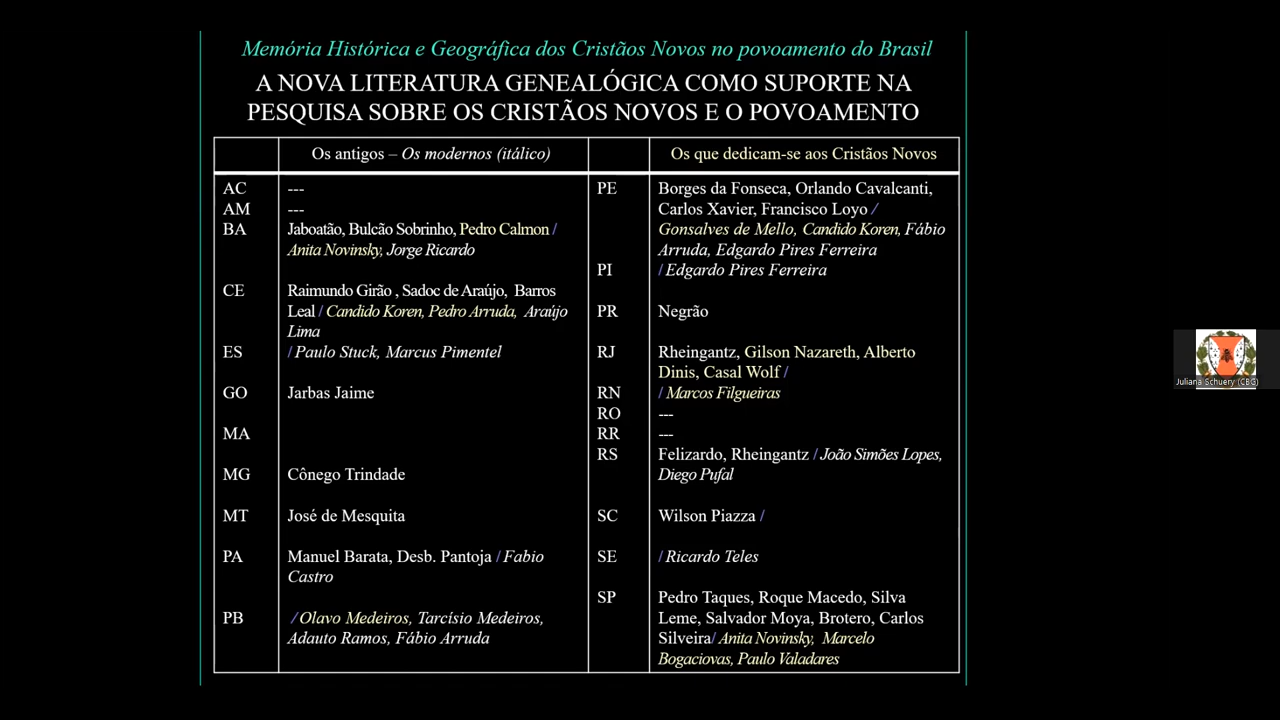 Memória Histórica e Geográfica dos Cristãos Novos no povoamento do Brasil
A NOVA LITERATURA GENEALÓGICA COMO SUPORTE NA
PESQUISA SOBRE OS CRISTÃOS NOVOS E O POVOAMENTO
Os antigos – Os modernos (itálico)
Os que dedicam-se aos Cristãos Novos
AC ---
AM ---
BA Jaboatão, Bulcão Sobrinho, Pedro Calmon /
Anita Novinsky, Jorge Ricardo
CE Raimundo Girão , Sadoc de Araújo, Barros
Leal / Candido Koren, Pedro Arruda, Araújo
Lima
ES / Paulo Stuck, Marcus Pimentel
GO Jarbas Jaime
MA
MG Cônego Trindade
MT José de Mesquita
PA Manuel Barata, Desb. Pantoja / Fabio
Castro
PB / Olavo Medeiros, Tarcísio Medeiros,
Adauto Ramos, Fábio Arruda
PE Borges da Fonseca, Orlando Cavalcanti,
Carlos Xavier, Francisco Loyo /
Gonsalves de Mello, Candido Koren, Fábio
Arruda, Edgardo Pires Ferreira
PI / Edgardo Pires Ferreira
PR Negrão
RJ Rheingantz, Gilson Nazareth, Alberto
Dinis, Casal Wolf /
RN / Marcos Filgueiras
RO ---
RR ---
RS Felizardo, Rheingantz / João Simões Lopes,
Diego Pufal
SC Wilson Piazza /
SE / Ricardo Teles
SP Pedro Taques, Roque Macedo, Silva
Leme, Salvador Moya, Brotero, Carlos
Silveira/ Anita Novinsky, Marcelo
Bogaciovas, Paulo Valadares
Juliana Schuery (CBG)